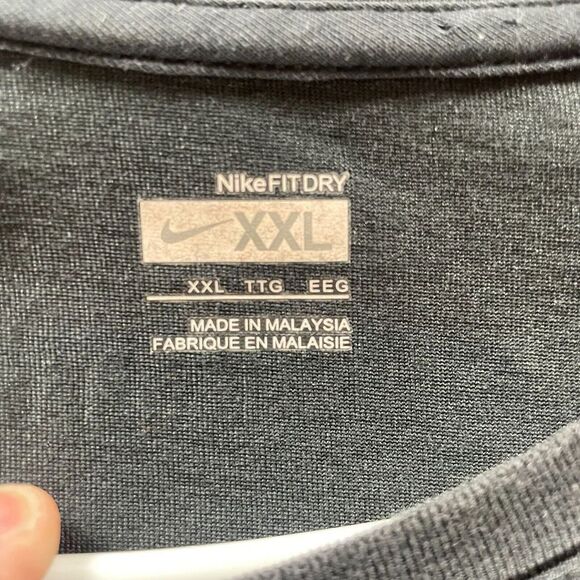 NikeFITDRY
XXL
XXL TTG EEG
MADE IN MALAYSIA
FABRIQUE EN MALAISIE